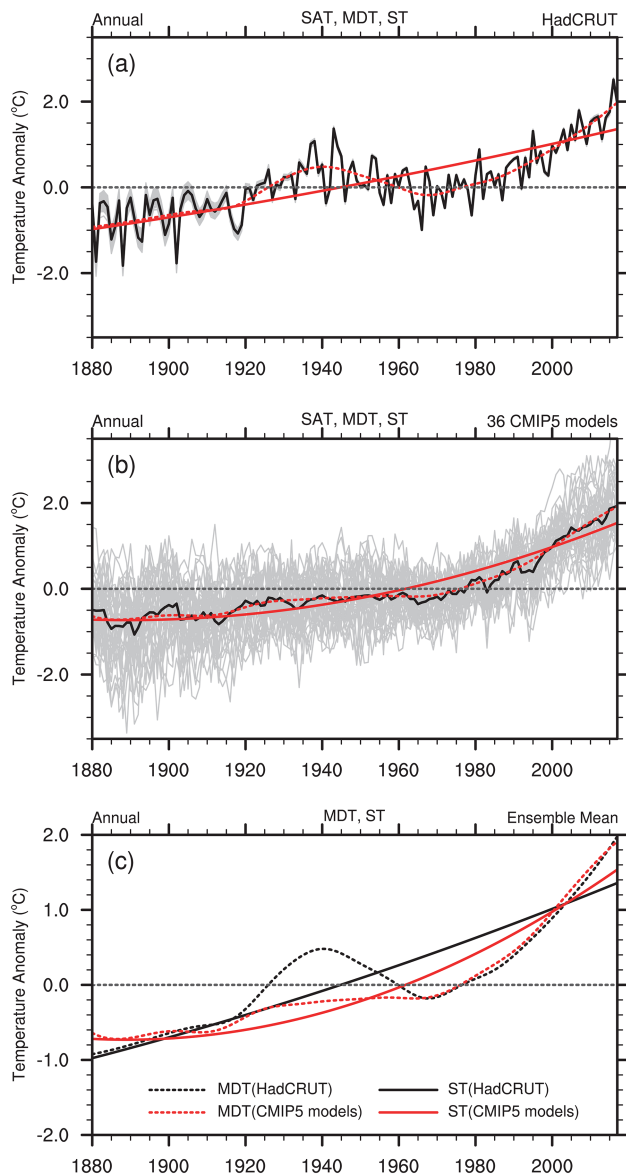 Annual SAT, MDT, ST HadCRUT
(a)
2.0
0.0
-2.0
Temperature Anomaly (°C)
1880 1900 1920 1940 1960 1980 2000
Annual SAT, MDT, ST 36 CMIP5 models
(b)
2.0
0.0
-2.0
Temperature Anomaly (°C)
1880 1900 1920 1940 1960 1980 2000
Annual MDT, ST Ensemble Mean
2.0
(c)
1.0
0.0
-1.0
-2.0
Temperature Anomaly (°C)
MDT(HadCRUT) ST(HadCRUT)
MDT(CMIP5 models) ST(CMIP5 models)
1880 1900 1920 1940 1960 1980 2000